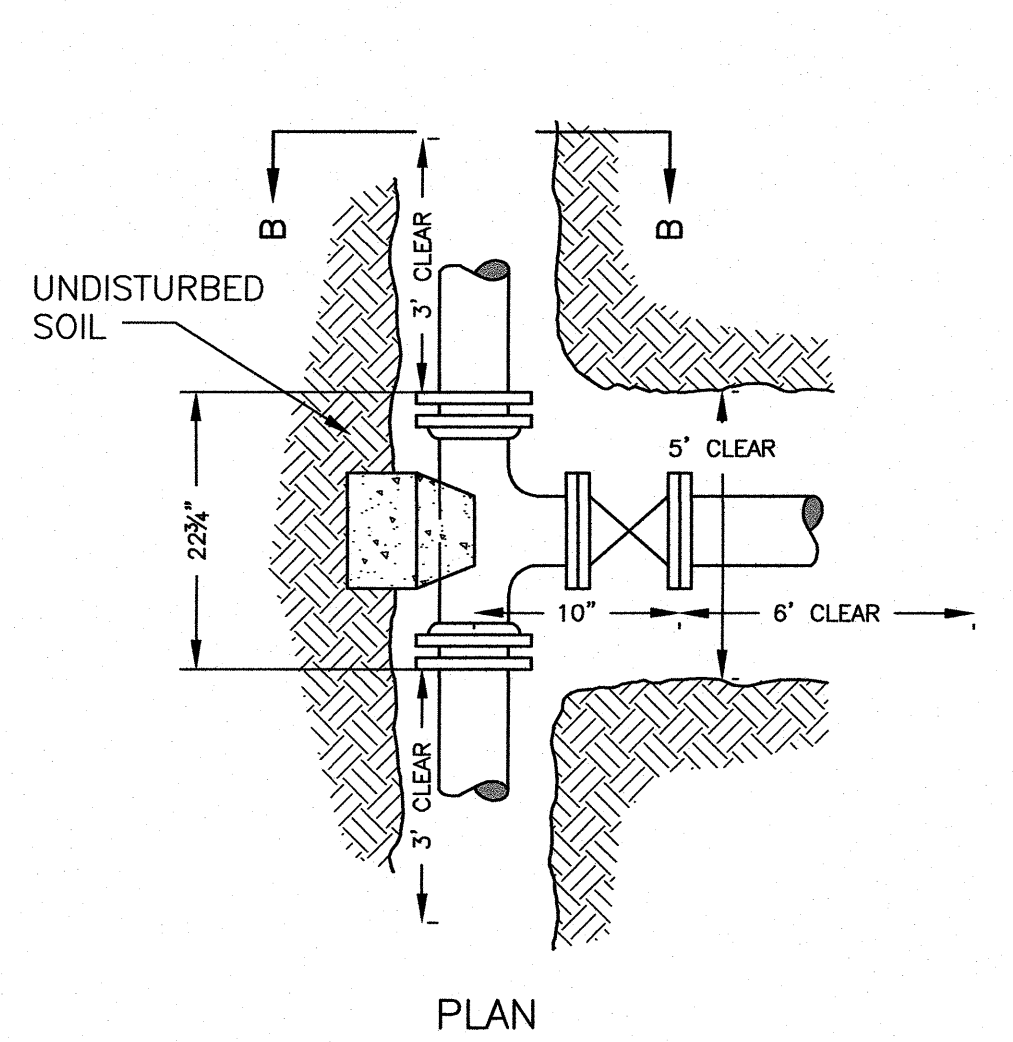 B
B
3' CLEAR
UNDISTURBED
SOIL
5' CLEAR
22¾"
10"
6' CLEAR
3' CLEAR
PLAN